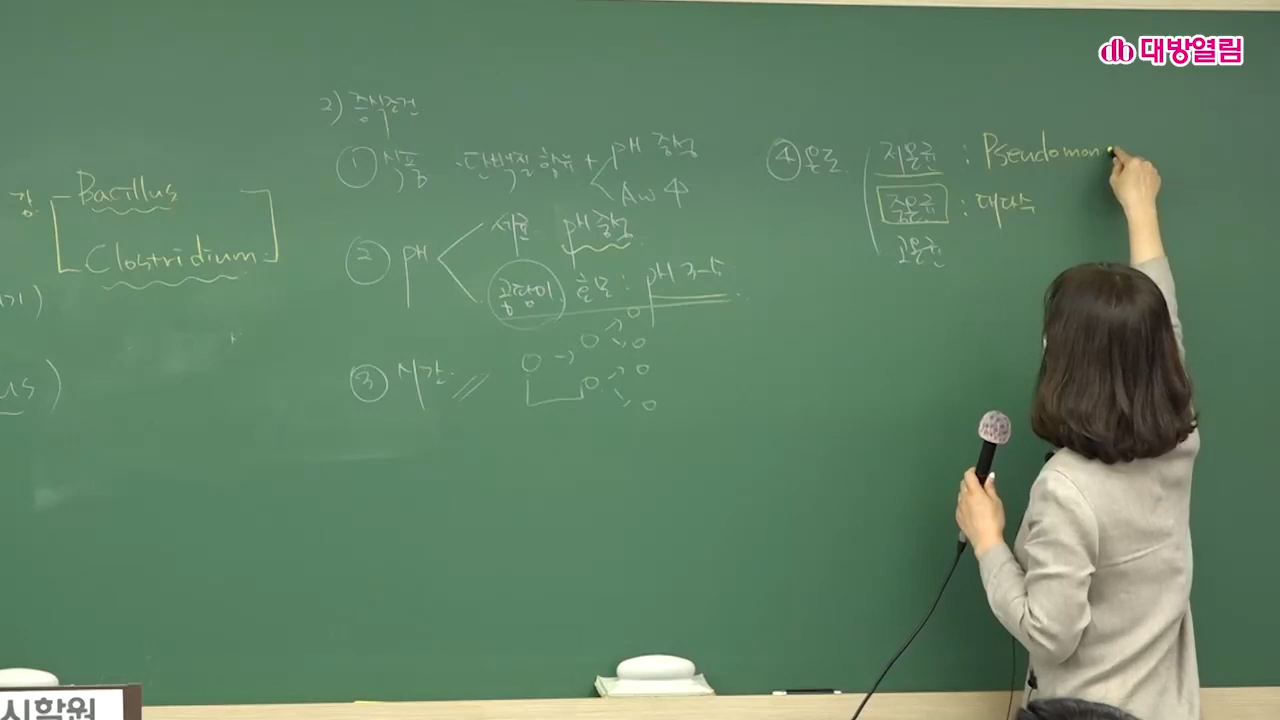 대방열림
Bacillus
Clostridium
us)
2) 증식조건
① 식품 단백질 함유 + pH 중성
Aw 수
② pH 세균 pH 중성
곰팡이 효모 : pH 3-5
③ 시간
④ 온도 저온균 : Pseudomon
중온균 : 대다수
고온균
시학원